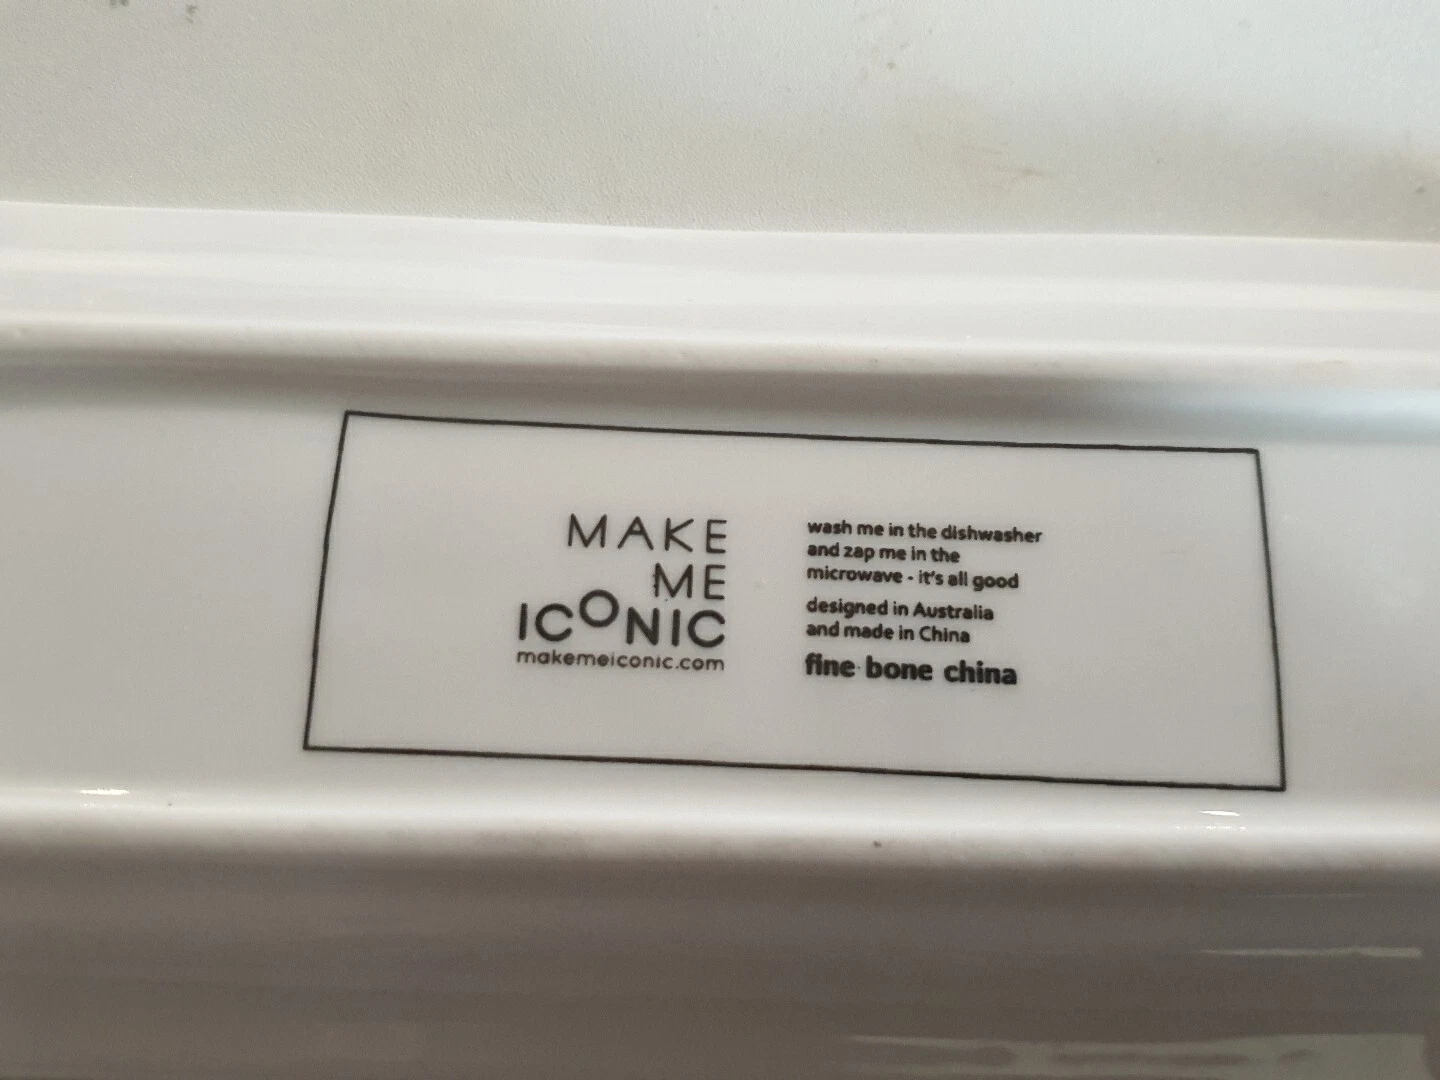 MAKE
ME
ICONIC
makemeiconic.com
wash me in the dishwasher
and zap me in the
microwave - it's all good
designed in Australia
and made in China
fine bone china